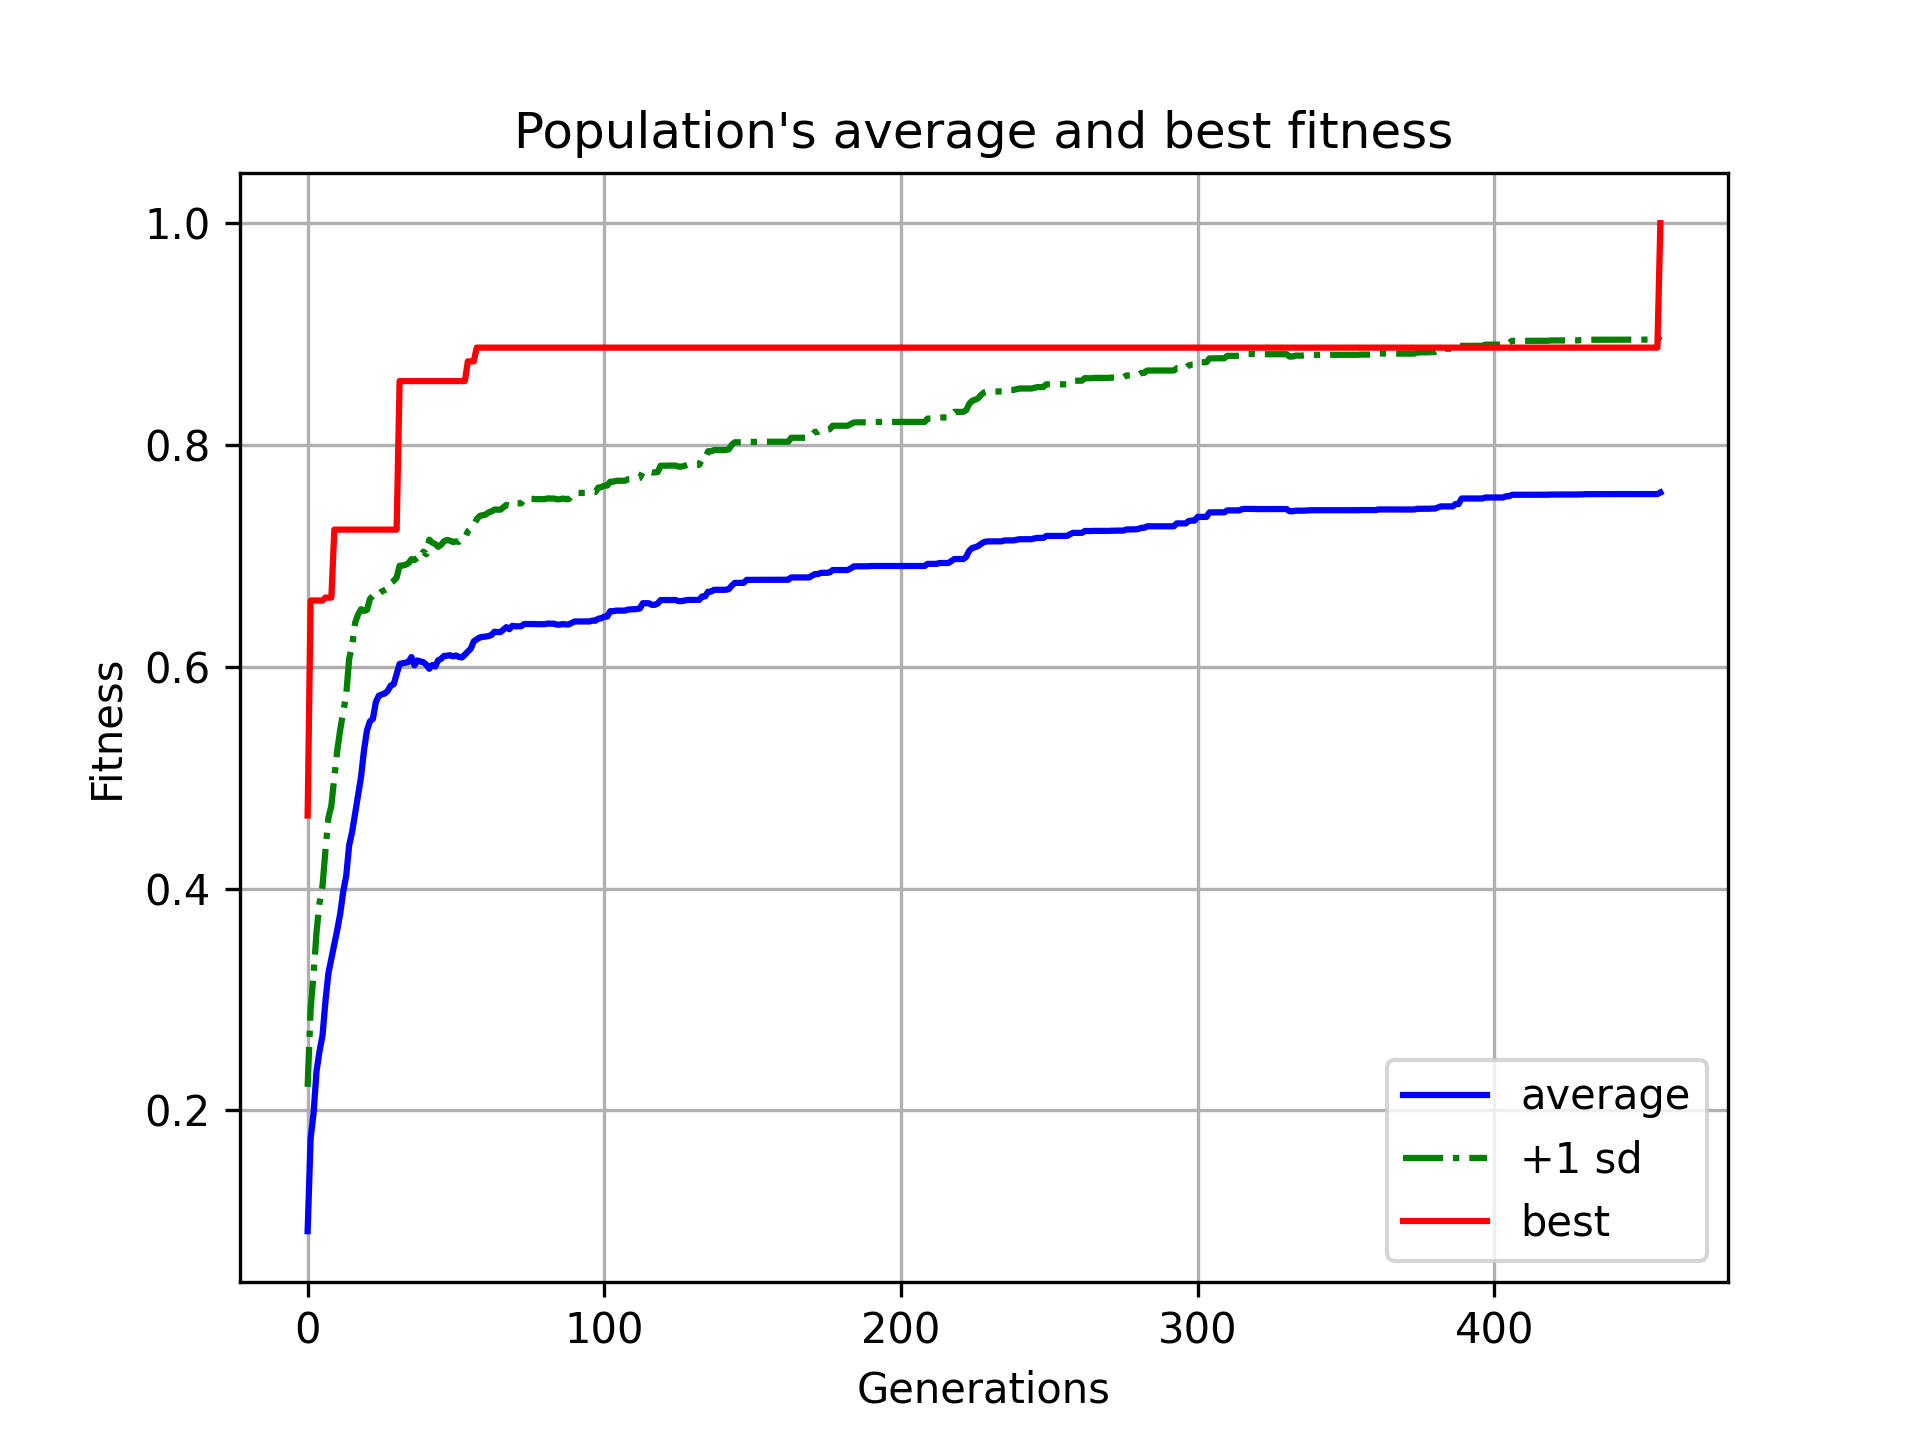 Population's average and best fitness
1.0
0.8
0.6
0.4
0.2
Fitness
0 100 200 300 400
Generations
average
+1 sd
best